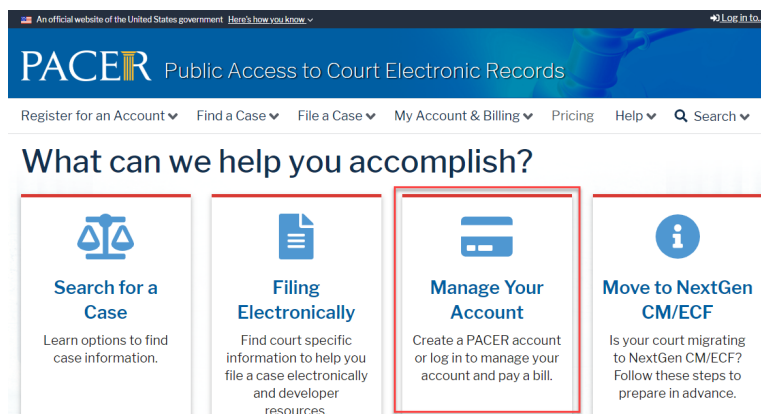 An official website of the United States government Here's how you know
Log in to...
PACER Public Access to Court Electronic Records
Register for an Account Find a Case File a Case My Account & Billing Pricing Help Search
What can we help you accomplish?
Search for a
Case
Learn options to find
case information.
Filing
Electronically
Find court specific
information to help you
file a case electronically
and developer
resources
Manage Your
Account
Create a PACER account
or log in to manage your
account and pay a bill.
Move to NextGen
CM/ECF
Is your court migrating
to NextGen CM/ECF?
Follow these steps to
prepare in advance.